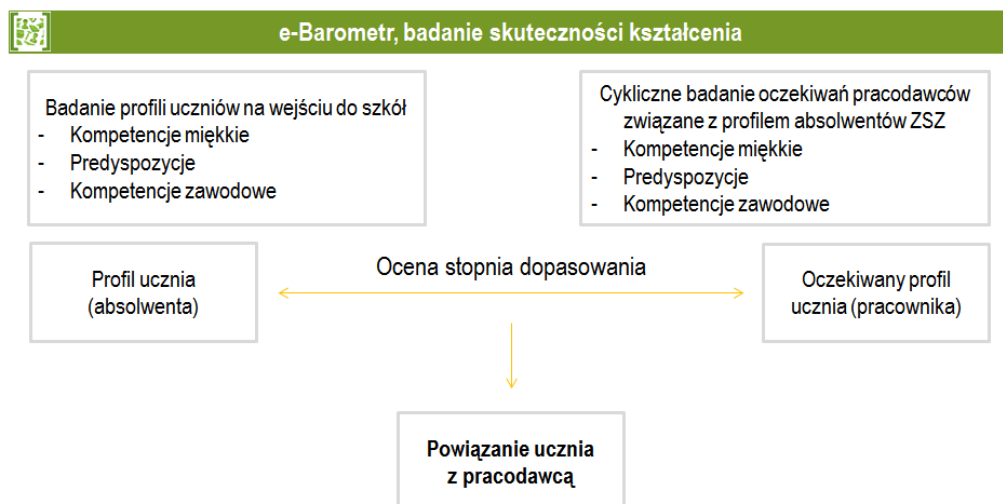 e-Barometr, badanie skuteczności kształcenia
Badanie profili uczniów na wejściu do szkół
- Kompetencje miękkie
- Predyspozycje
- Kompetencje zawodowe
Cykliczne badanie oczekiwań pracodawców
związane z profilem absolwentów ZSZ
- Kompetencje miękkie
- Predyspozycje
- Kompetencje zawodowe
Profil ucznia
(absolwenta)
Ocena stopnia dopasowania
Oczekiwany profil
ucznia (pracownika)
Powiązanie ucznia
z pracodawcą